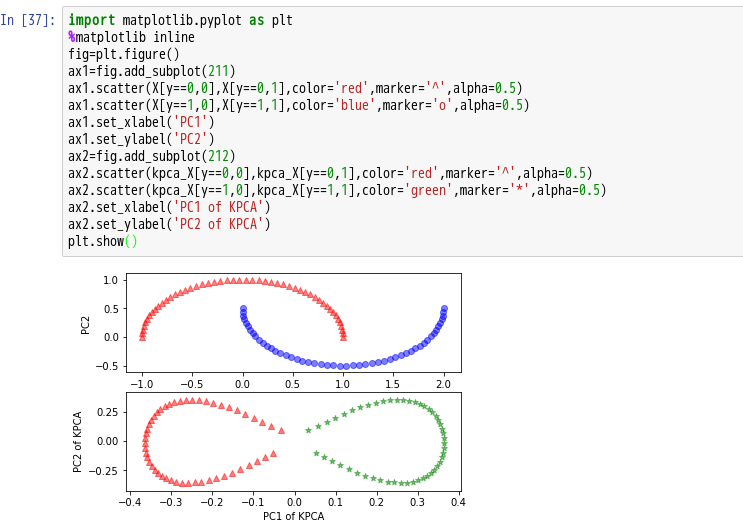 In [37]:
import matplotlib.pyplot as plt
%matplotlib inline
fig=plt.figure()
ax1=fig.add_subplot(211)
ax1.scatter(X[y==0,0],X[y==0,1],color='red',marker='^',alpha=0.5)
ax1.scatter(X[y==1,0],X[y==1,1],color='blue',marker='o',alpha=0.5)
ax1.set_xlabel('PC1')
ax1.set_ylabel('PC2')
ax2=fig.add_subplot(212)
ax2.scatter(kpca_X[y==0,0],kpca_X[y==0,1],color='red',marker='^',alpha=0.5)
ax2.scatter(kpca_X[y==1,0],kpca_X[y==1,1],color='green',marker='*',alpha=0.5)
ax2.set_xlabel('PC1 of KPCA')
ax2.set_ylabel('PC2 of KPCA')
plt.show()
PC2
1.0
0.5
0.0
−0.5
−1.0 −0.5 0.0 0.5 1.0 1.5 2.0
PC2 of KPCA
0.25
0.00
−0.25
−0.4 −0.3 −0.2 −0.1 0.0 0.1 0.2 0.3 0.4
PC1 of KPCA